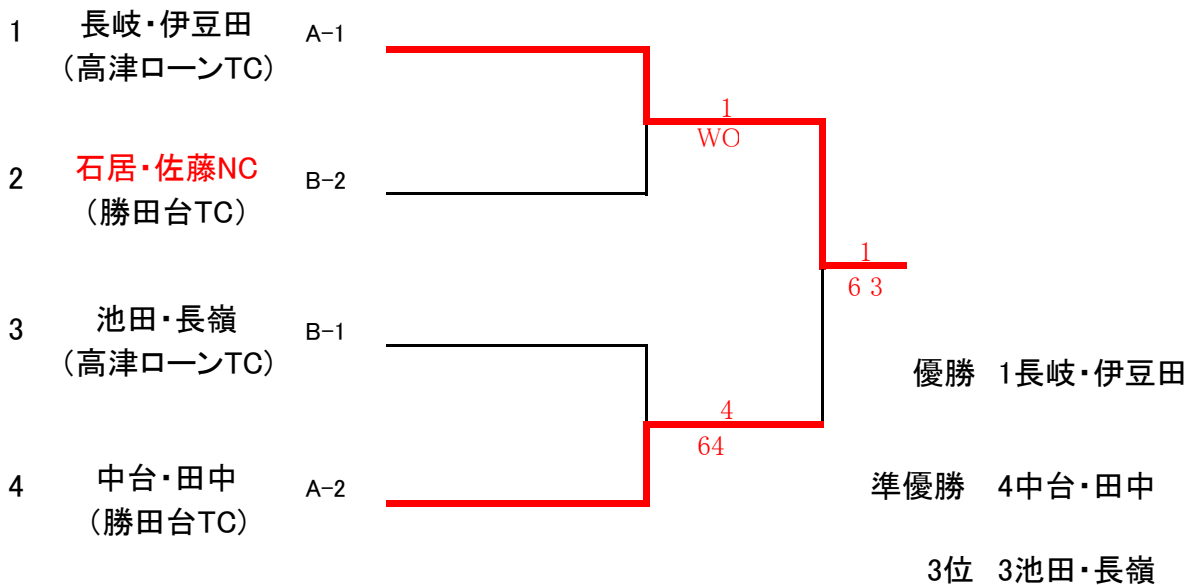 1 長岐・伊豆田 A-1
(高津ローンTC)
1
WO
2 石居・佐藤NC B-2
(勝田台TC)
1
6 3
3 池田・長嶺 B-1
(高津ローンTC)
優勝 1長岐・伊豆田
4
64
4 中台・田中 A-2
(勝田台TC)
準優勝 4中台・田中
3位 3池田・長嶺